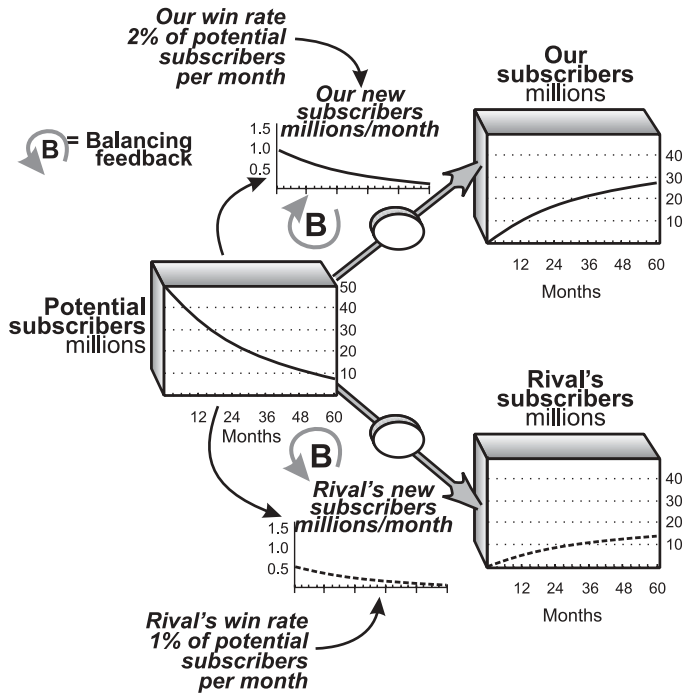 Our win rate
2% of potential
subscribers
per month
Our new
subscribers
millions/month
1.5
1.0
0.5
B = Balancing
feedback
B
Our
subscribers
millions
40
30
20
10
12 24 36 48 60
Months
Potential
subscribers
millions
50
40
30
20
10
12 24 36 48 60
Months
B
Rival's new
subscribers
millions/month
1.5
1.0
0.5
Rival's
subscribers
millions
40
30
20
10
12 24 36 48 60
Months
Rival's win rate
1% of potential
subscribers
per month